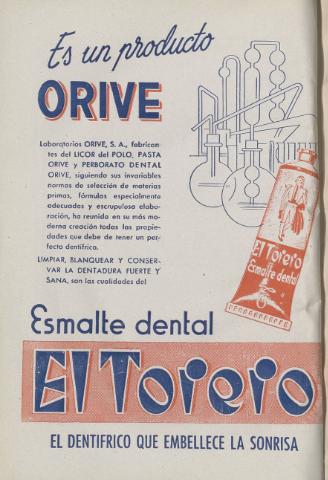 Es un producto
ORIVE
Laboratorios ORIVE, S. A., fabrican-
tes del LICOR del POLO, PASTA
ORIVE y PERBORATO DENTAL
ORIVE, siguiendo sus invariables
normas de selección de materias
primas, fórmulas especialmente
adecuadas y escrupulosa elabo-
ración, ha reunido en su más mo-
derna creación todas las propie-
dades que debe de tener un per-
fecto dentífrico.
LIMPIAR, BLANQUEAR Y CONSER-
VAR LA DENTADURA FUERTE Y
SANA, son las cualidades del
El Torero
Esmalte dental
Esmalte dental
El Torero
EL DENTIFRICO QUE EMBELLECE LA SONRISA